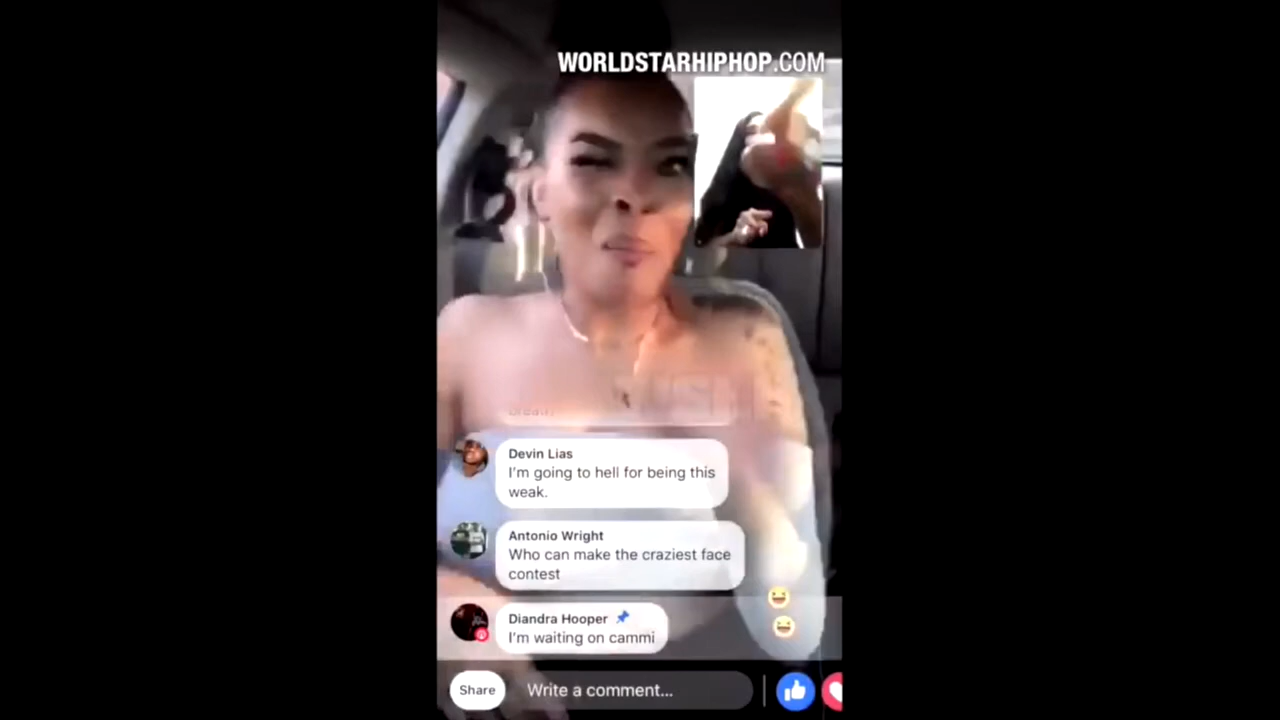 WORLDSTARHIPHOP.COM
Devin Lias
I'm going to hell for being this
weak.
Antonio Wright
Who can make the craziest face
contest
Diandra Hooper
I'm waiting on cammi
Share
Write a comment...